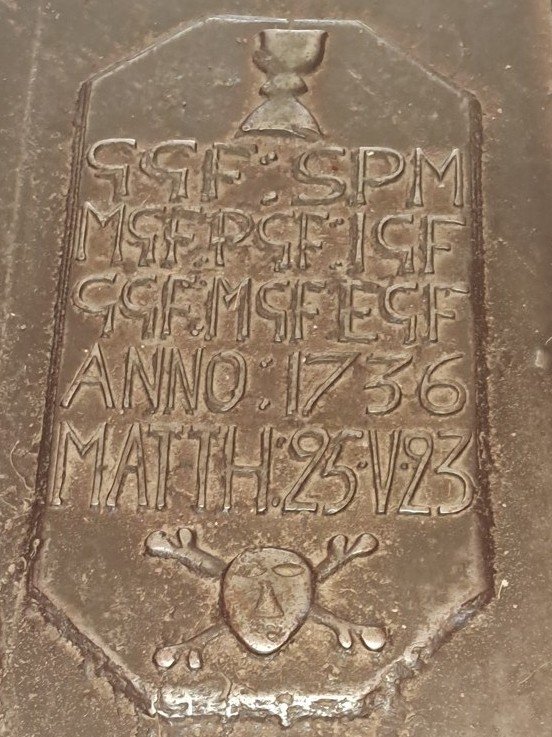 GGF : SPM
MGF: PGF: IGF
GGF: MGF EGF
ANNO : 1736
MATTH: 25: V: 23